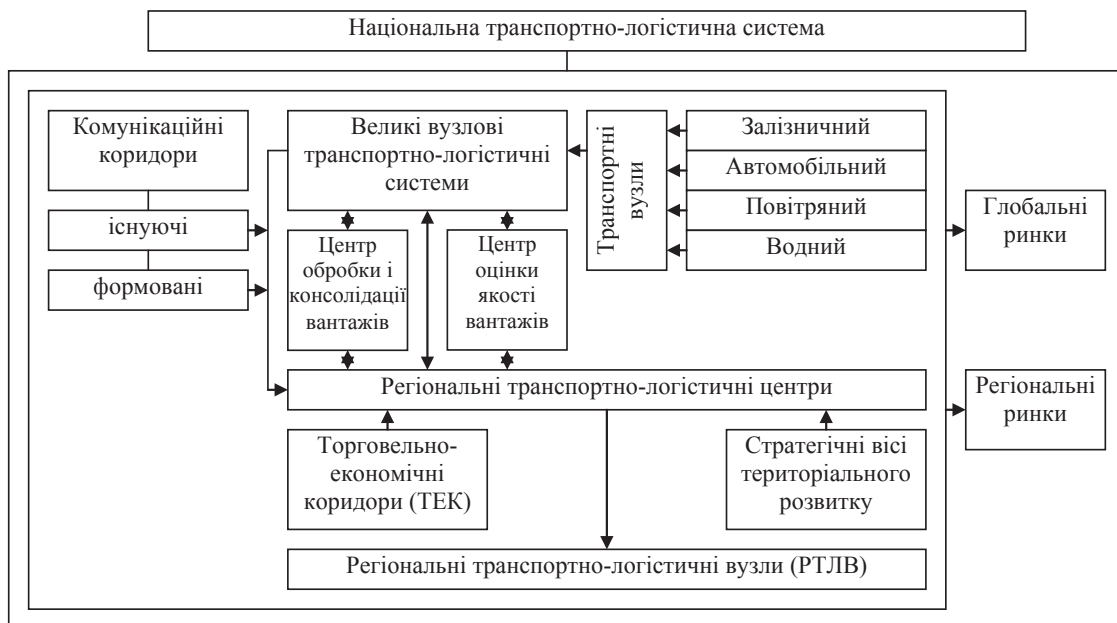 Національна транспортно-логістична система
Комунікаційні
коридори
існуючі
формовані
Великі вузлові
транспортно-логістичні
системи
Транспортні
вузли
Залізничний
Автомобільний
Повітряний
Водний
Глобальні
ринки
Центр
обробки і
консолідації
вантажів
Центр
оцінки
якості
вантажів
Регіональні транспортно-логістичні центри
Регіональні
ринки
Торговельно-
економічні
коридори (ТЕК)
Стратегічні вісі
територіального
розвитку
Регіональні транспортно-логістичні вузли (РТЛВ)